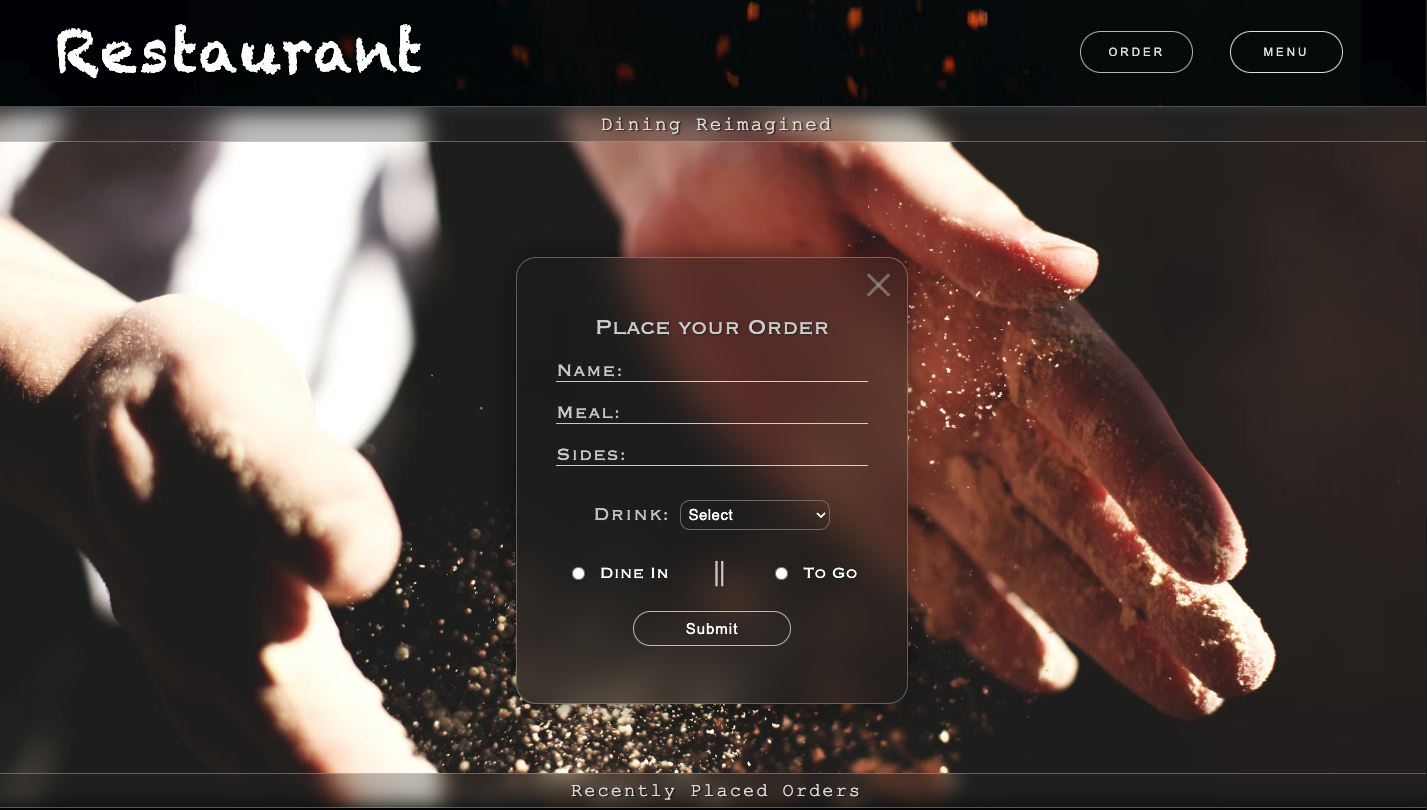 Restaurant
ORDER
MENU
Dining Reimagined
Place your Order
Name:
Meal:
Sides:
Drink: Select
Dine In || To Go
Submit
Recently Placed Orders